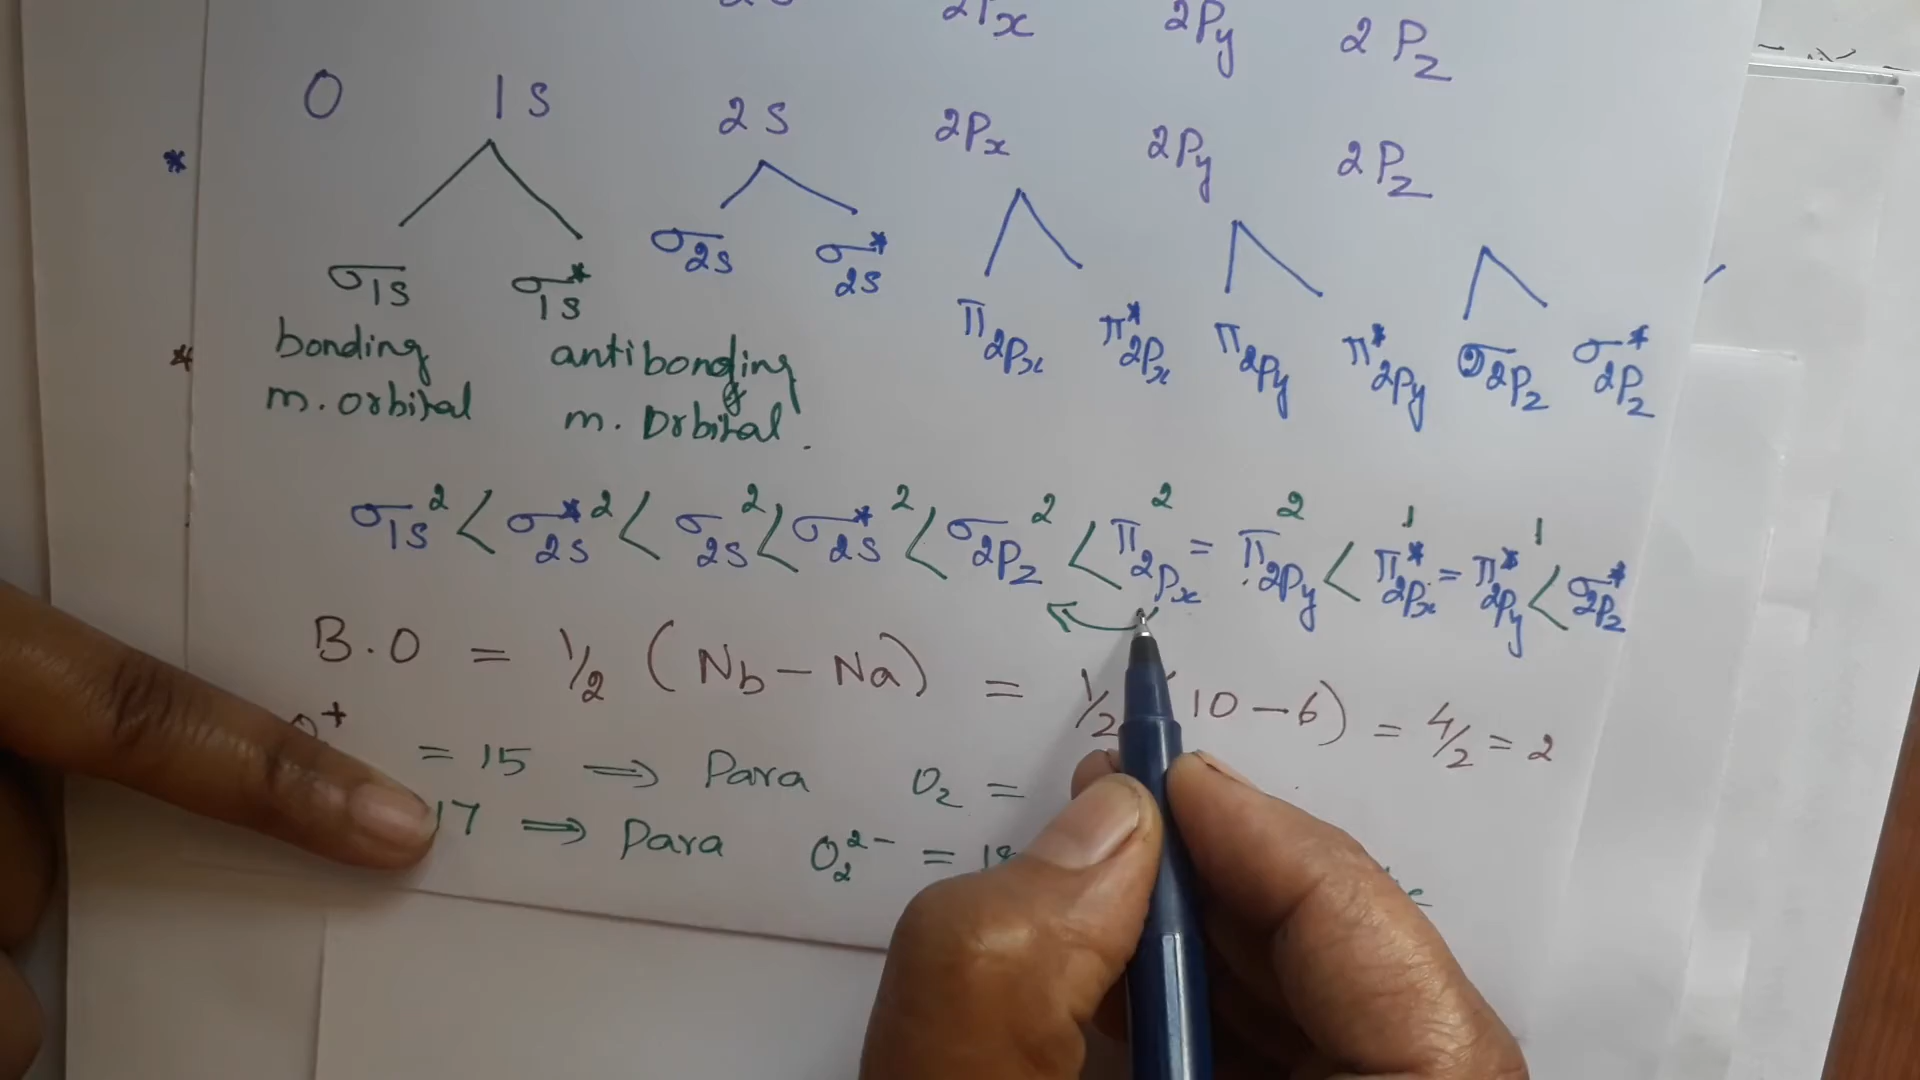 2Px 2Py 2Pz
O 1S 2S 2Px 2Py 2Pz
σ1s σ*1s σ2s σ*2s π2px π*2px π2py π*2py σ2pz σ*2pz
bonding antibonding
m. orbital m. Orbital.
σ1s² < σ*2s² < σ2s² < σ*2s² < σ2pz² < π2px² = π2py² < π*2px¹ = π*2py¹ < σ*2pz
B.O = 1/2 (Nb - Na) = 1/2 (10 - 6) = 4/2 = 2
= 15 ⟹ Para O₂ =
17 ⟹ Para O₂²⁻ =